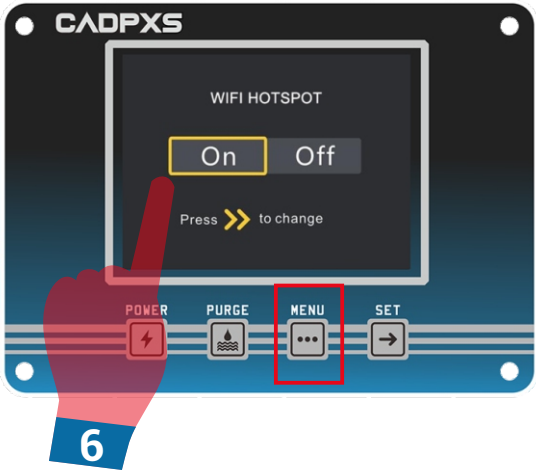 CADPXS
WIFI HOTSPOT
On Off
Press to change
POWER PURGE MENU SET
6